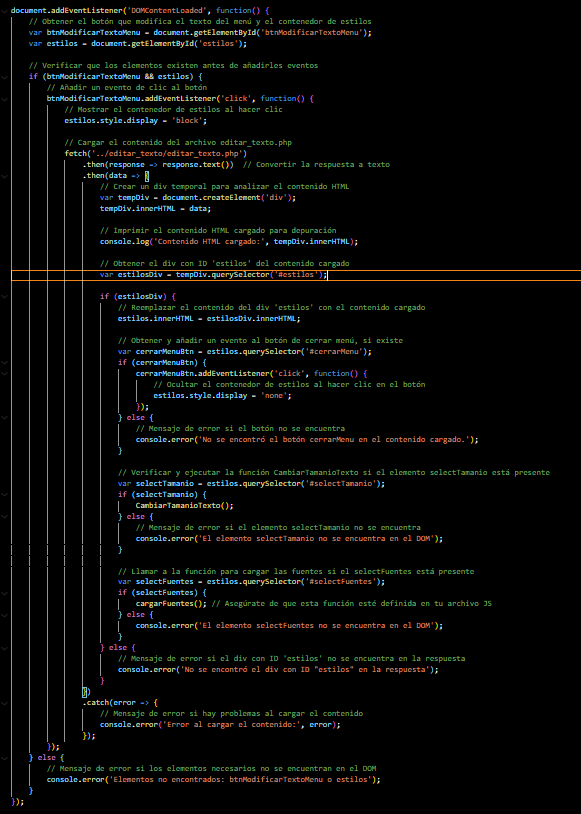 document.addEventListener('DOMContentLoaded', function() {
// Obtener el botón que modifica el texto del menú y el contenedor de estilos
var btnModificarTextoMenu = document.getElementById('btnModificarTextoMenu');
var estilos = document.getElementById('estilos');
// Verificar que los elementos existen antes de añadirles eventos
if (btnModificarTextoMenu && estilos) {
// Añadir un evento de clic al botón
btnModificarTextoMenu.addEventListener('click', function() {
// Mostrar el contenedor de estilos al hacer clic
estilos.style.display = 'block';
// Cargar el contenido del archivo editar_texto.php
fetch('../editar_texto/editar_texto.php')
.then(response => response.text())  // Convertir la respuesta a texto
.then(data => {
// Crear un div temporal para analizar el contenido HTML
var tempDiv = document.createElement('div');
tempDiv.innerHTML = data;
// Imprimir el contenido HTML cargado para depuración
console.log('Contenido HTML cargado:', tempDiv.innerHTML);
// Obtener el div con ID 'estilos' del contenido cargado
var estilosDiv = tempDiv.querySelector('#estilos');
if (estilosDiv) {
// Reemplazar el contenido del div 'estilos' con el contenido cargado
estilos.innerHTML = estilosDiv.innerHTML;
// Obtener y añadir un evento al botón de cerrar menú, si existe
var cerrarMenuBtn = estilos.querySelector('#cerrarMenu');
if (cerrarMenuBtn) {
cerrarMenuBtn.addEventListener('click', function() {
// Ocultar el contenedor de estilos al hacer clic en el botón
estilos.style.display = 'none';
});
} else {
// Mensaje de error si el botón no se encuentra
console.error('No se encontró el botón cerrarMenu en el contenido cargado.');
}
// Verificar y ejecutar la función CambiarTamanioTexto si el elemento selectTamanio está presente
var selectTamanio = estilos.querySelector('#selectTamanio');
if (selectTamanio) {
CambiarTamanioTexto();
} else {
// Mensaje de error si el elemento selectTamanio no se encuentra
console.error('El elemento selectTamanio no se encuentra en el DOM');
}
// Llamar a la función para cargar las fuentes si el selectFuentes está presente
var selectFuentes = estilos.querySelector('#selectFuentes');
if (selectFuentes) {
cargarFuentes(); // Asegúrate de que esta función esté definida en tu archivo JS
} else {
console.error('El elemento selectFuentes no se encuentra en el DOM');
}
} else {
// Mensaje de error si el div con ID 'estilos' no se encuentra en la respuesta
console.error('No se encontró el div con ID "estilos" en la respuesta');
}
})
.catch(error => {
// Mensaje de error si hay problemas al cargar el contenido
console.error('Error al cargar el contenido:', error);
});
});
} else {
// Mensaje de error si los elementos necesarios no se encuentran en el DOM
console.error('Elementos no encontrados: btnModificarTextoMenu o estilos');
}
});